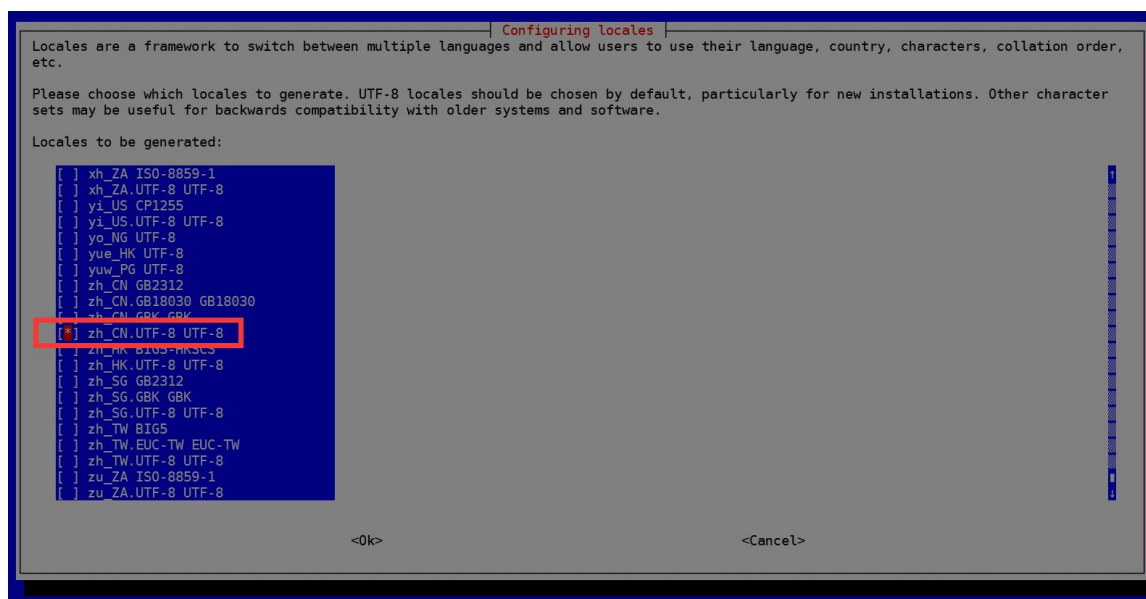 Configuring locales
Locales are a framework to switch between multiple languages and allow users to use their language, country, characters, collation order,
etc.
Please choose which locales to generate. UTF-8 locales should be chosen by default, particularly for new installations. Other character
sets may be useful for backwards compatibility with older systems and software.
Locales to be generated:
[ ] xh_ZA ISO-8859-1
[ ] xh_ZA.UTF-8 UTF-8
[ ] yi_US CP1255
[ ] yi_US.UTF-8 UTF-8
[ ] yo_NG UTF-8
[ ] yue_HK UTF-8
[ ] yuw_PG UTF-8
[ ] zh_CN GB2312
[ ] zh_CN.GB18030 GB18030
[ ] zh_CN.GBK GBK
[*] zh_CN.UTF-8 UTF-8
[ ] zh_HK BIG5-HKSCS
[ ] zh_HK.UTF-8 UTF-8
[ ] zh_SG GB2312
[ ] zh_SG.GBK GBK
[ ] zh_SG.UTF-8 UTF-8
[ ] zh_TW BIG5
[ ] zh_TW.EUC-TW EUC-TW
[ ] zh_TW.UTF-8 UTF-8
[ ] zu_ZA ISO-8859-1
[ ] zu_ZA.UTF-8 UTF-8
<Ok> <Cancel>